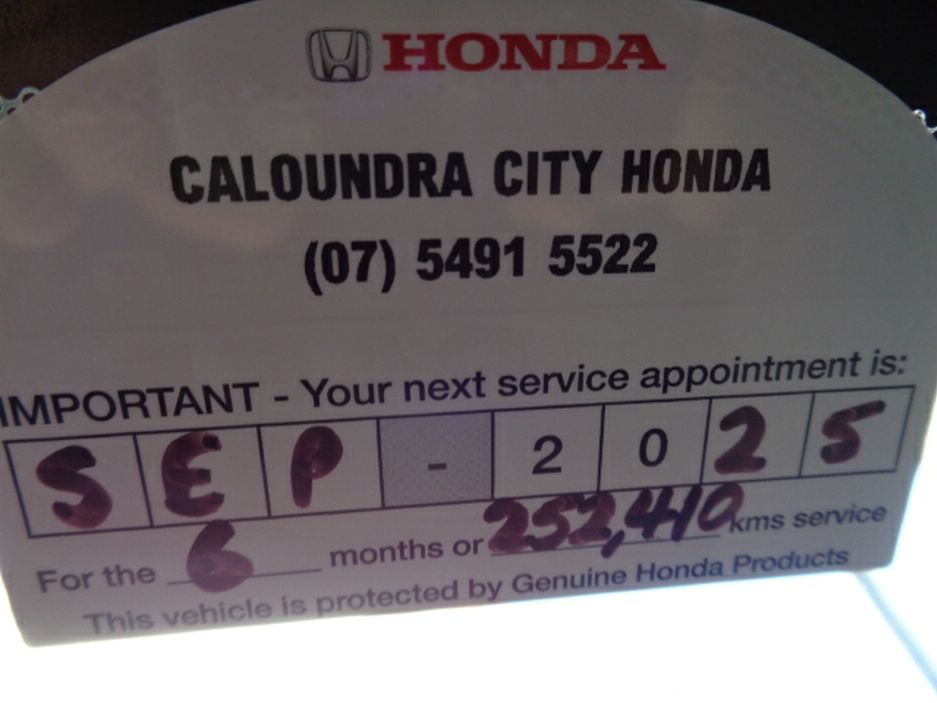 HONDA
CALOUNDRA CITY HONDA
(07) 5491 5522
IMPORTANT - Your next service appointment is:
SEP - 2025
For the 6 months or 252,410 kms service
This vehicle is protected by Genuine Honda Products